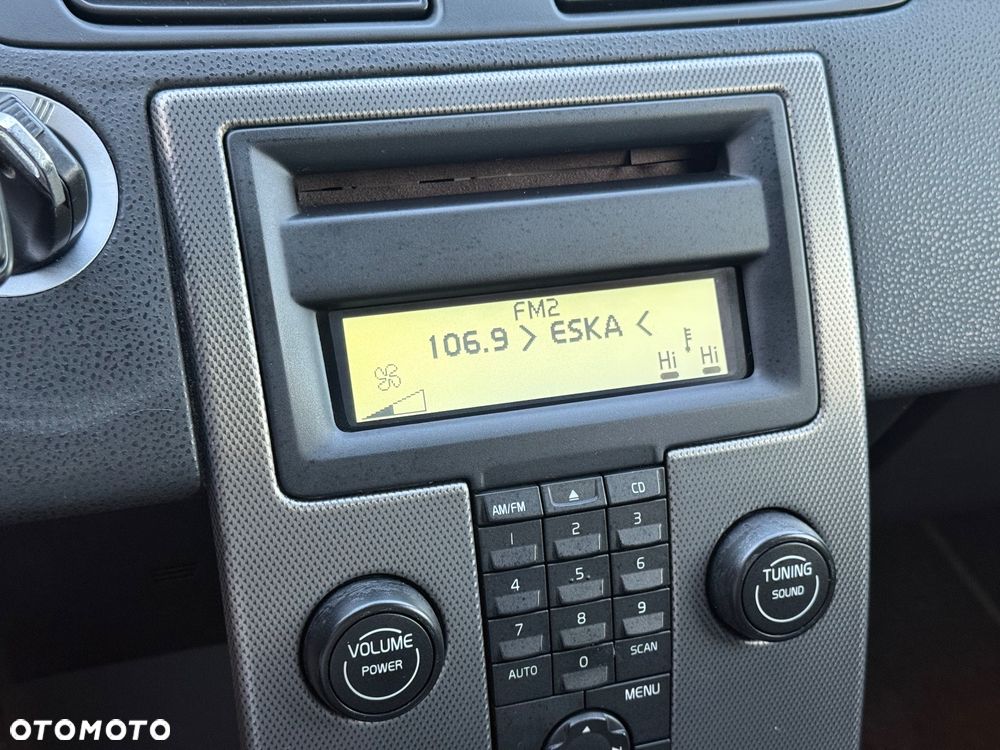 FM2
106.9 > ESKA <
Hi Hi
AM/FM CD
1 2 3
4 5 6
7 8 9
AUTO 0 SCAN
MENU
VOLUME
POWER
TUNING
SOUND
OTOMOTO